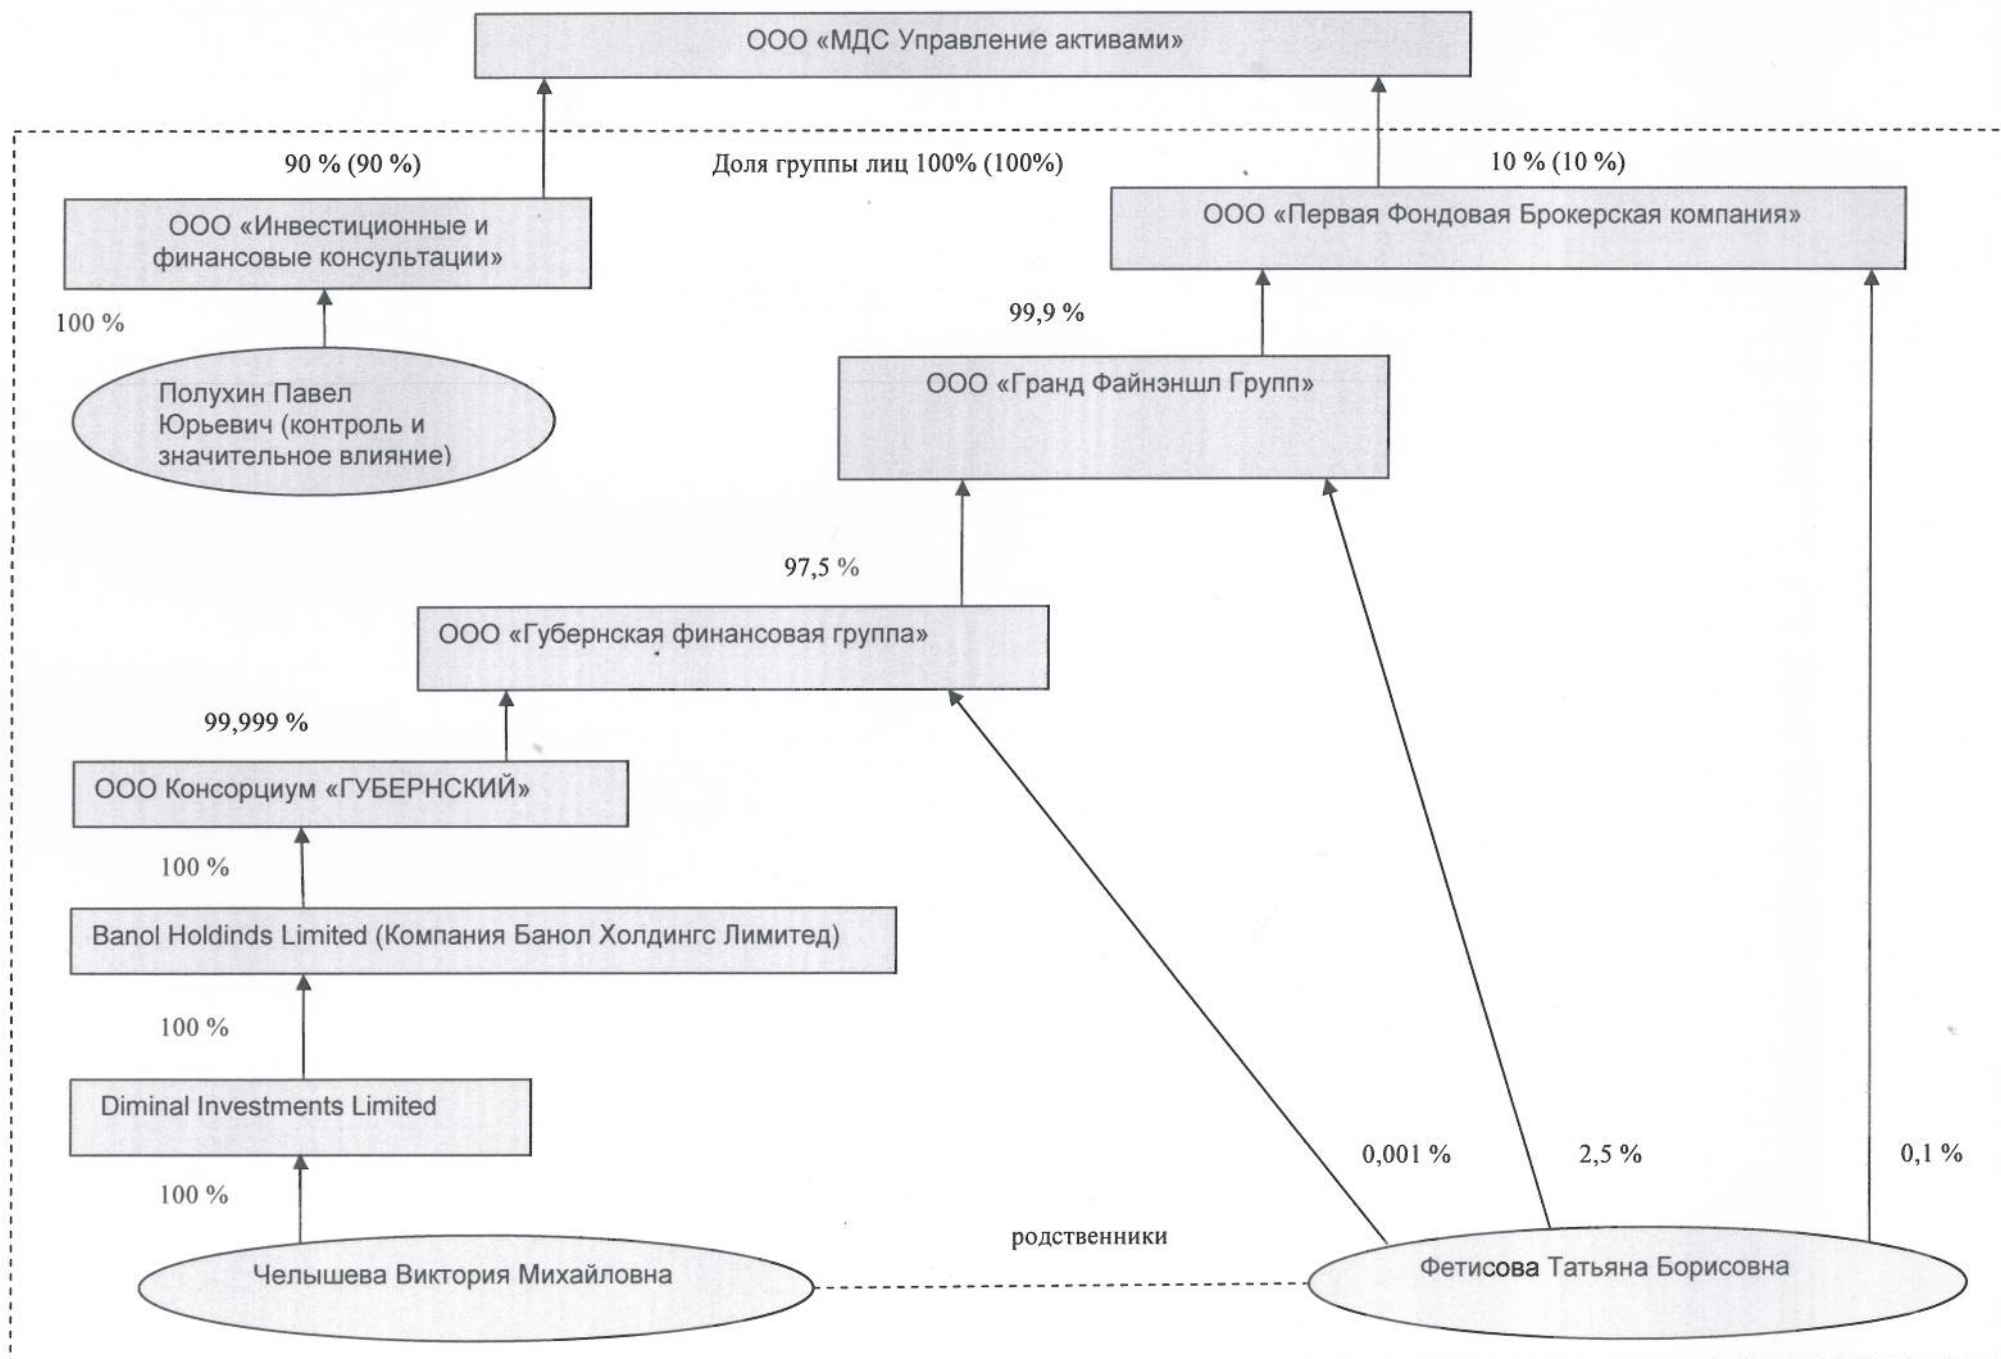 ООО «МДС Управление активами»
90 % (90 %)
Доля группы лиц 100% (100%)
10 % (10 %)
ООО «Инвестиционные и
финансовые консультации»
ООО «Первая Фондовая Брокерская компания»
100 %
99,9 %
Полухин Павел
Юрьевич (контроль и
значительное влияние)
ООО «Гранд Файнэншл Групп»
97,5 %
ООО «Губернская финансовая группа»
99,999 %
ООО Консорциум «ГУБЕРНСКИЙ»
100 %
Banol Holdinds Limited (Компания Банол Холдингс Лимитед)
100 %
Diminal Investments Limited
0,001 %
2,5 %
0,1 %
100 %
родственники
Челышева Виктория Михайловна
Фетисова Татьяна Борисовна